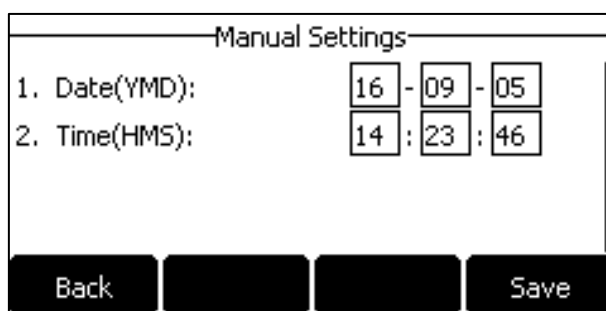 Manual Settings
1. Date(YMD): 16 - 09 - 05
2. Time(HMS): 14 : 23 : 46
Back Save